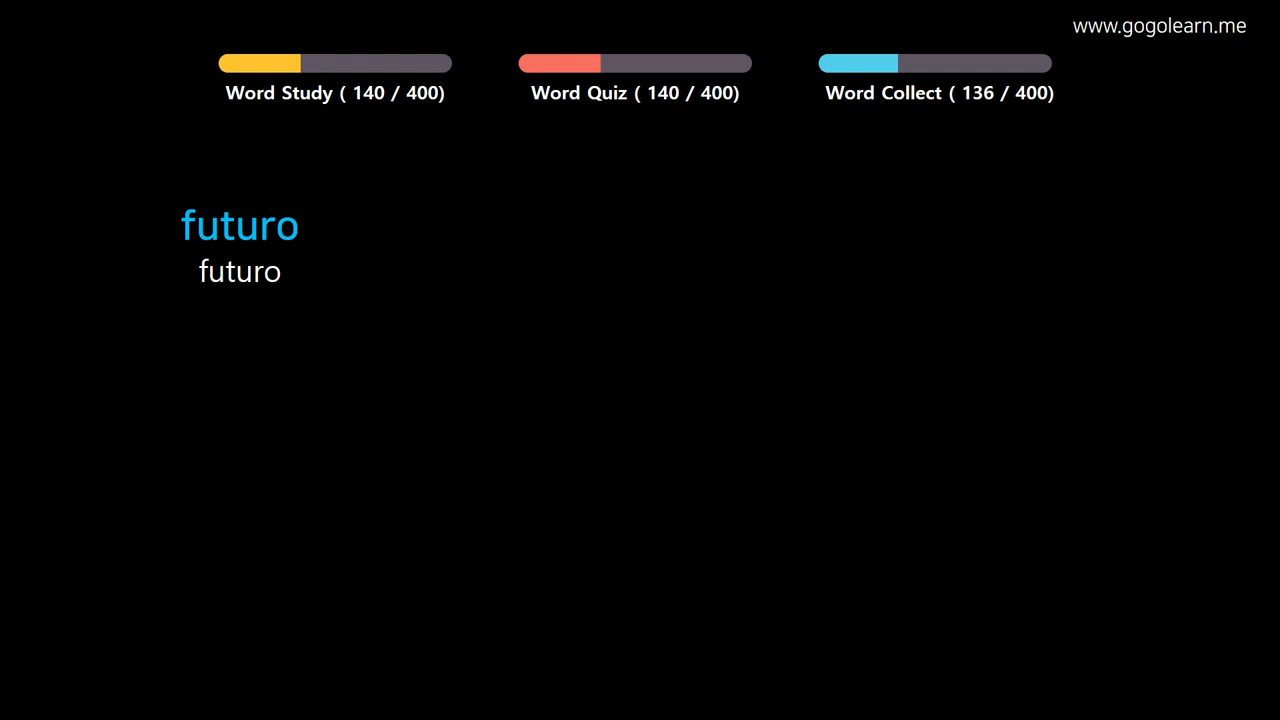 www.gogolearn.me
Word Study ( 140 / 400)
Word Quiz ( 140 / 400)
Word Collect ( 136 / 400)
futuro
futuro